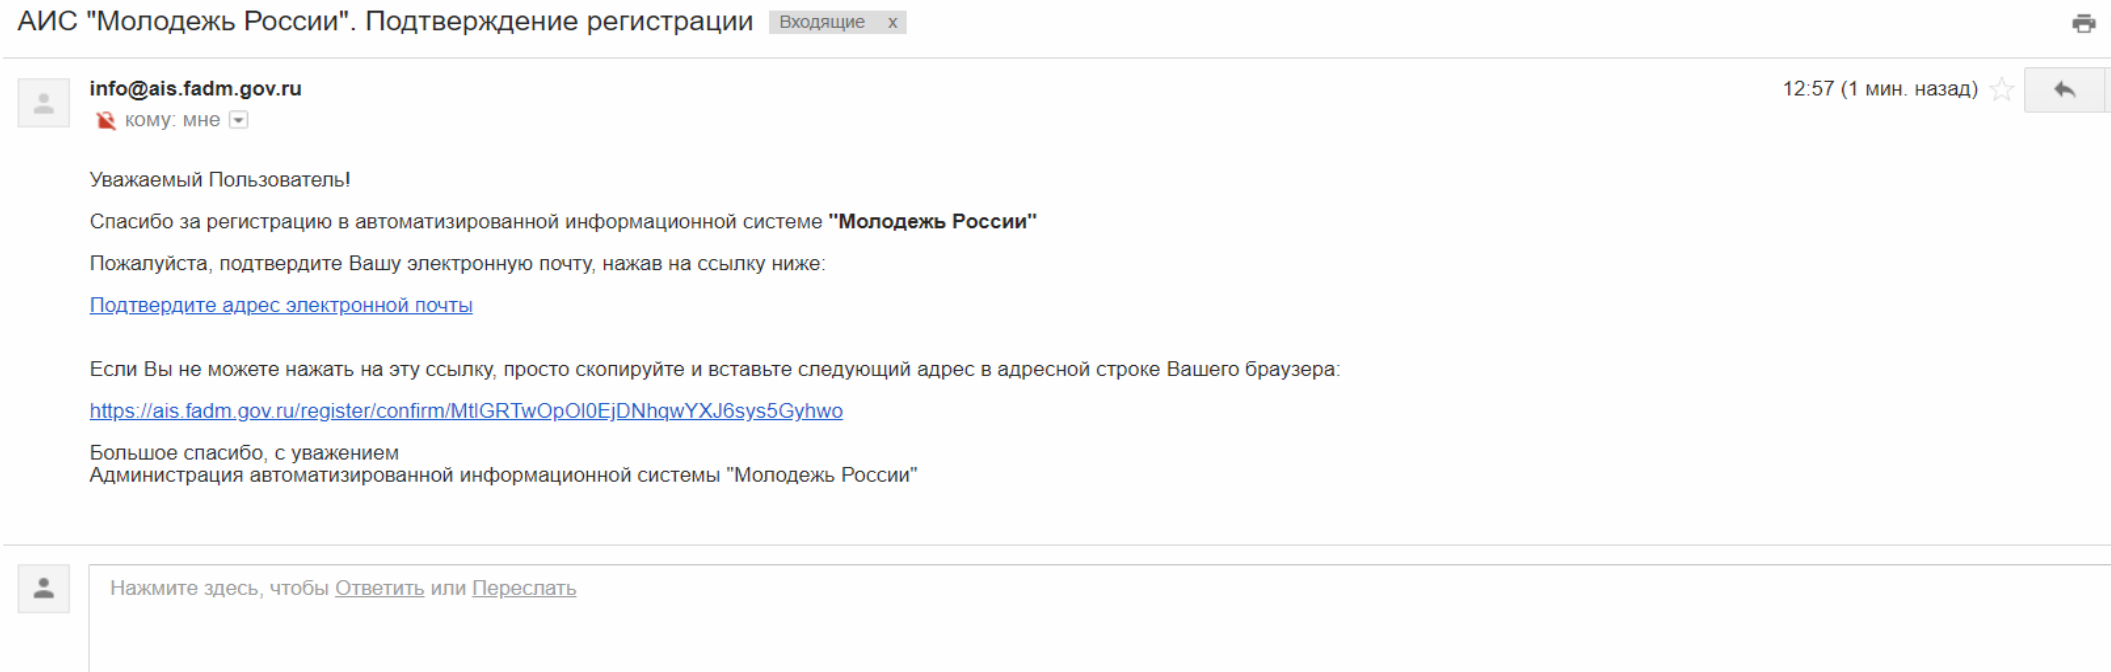 АИС "Молодежь России". Подтверждение регистрации Входящие x
info@ais.fadm.gov.ru 12:57 (1 мин. назад)
кому: мне
Уважаемый Пользователь!
Спасибо за регистрацию в автоматизированной информационной системе "Молодежь России"
Пожалуйста, подтвердите Вашу электронную почту, нажав на ссылку ниже:
Подтвердите адрес электронной почты
Если Вы не можете нажать на эту ссылку, просто скопируйте и вставьте следующий адрес в адресной строке Вашего браузера:
https://ais.fadm.gov.ru/register/confirm/MtlGRTwOpOl0EjDNhqwYXJ6sys5Gyhwo
Большое спасибо, с уважением
Администрация автоматизированной информационной системы "Молодежь России"
Нажмите здесь, чтобы Ответить или Переслать